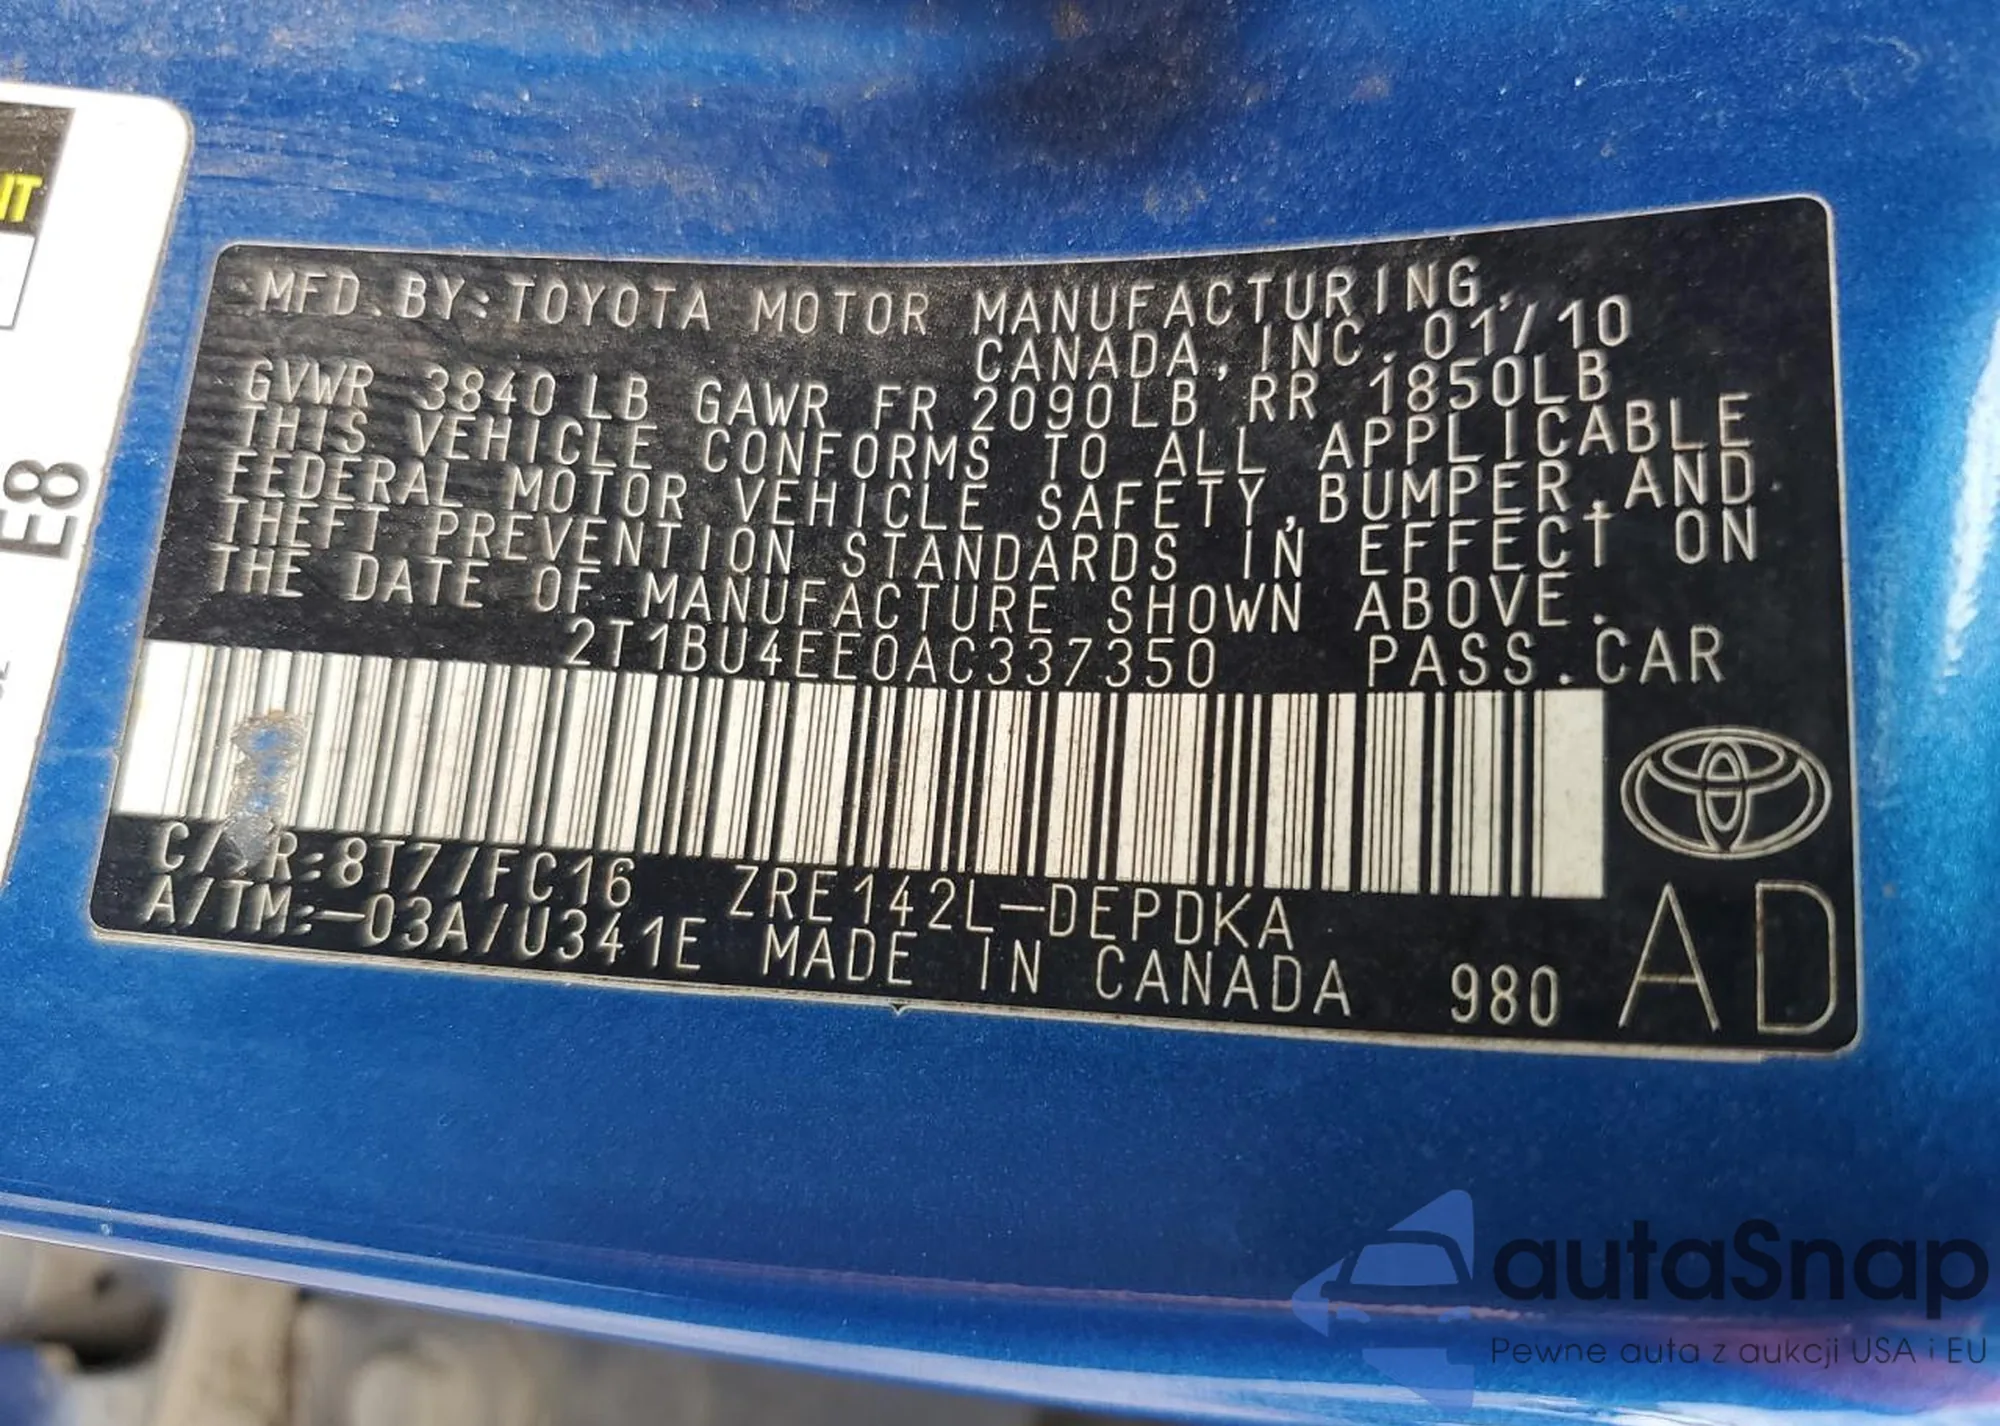 NT
E8
MFD.BY:TOYOTA MOTOR MANUFACTURING,
CANADA,INC.01/10
GVWR 3840LB GAWR FR 2090LB RR 1850LB
THIS VEHICLE CONFORMS TO ALL APPLICABLE
FEDERAL MOTOR VEHICLE SAFETY,BUMPER,AND
THEFT PREVENTION STANDARDS IN EFFECT ON
THE DATE OF MANUFACTURE SHOWN ABOVE.
2T1BU4EE0AC337350 PASS.CAR
C/TR:8T7/FC16 ZRE142L-DEPDKA
A/TM:-03A/U341E MADE IN CANADA 980 AD
autaSnap
Pewne auta z aukcji USA i EU